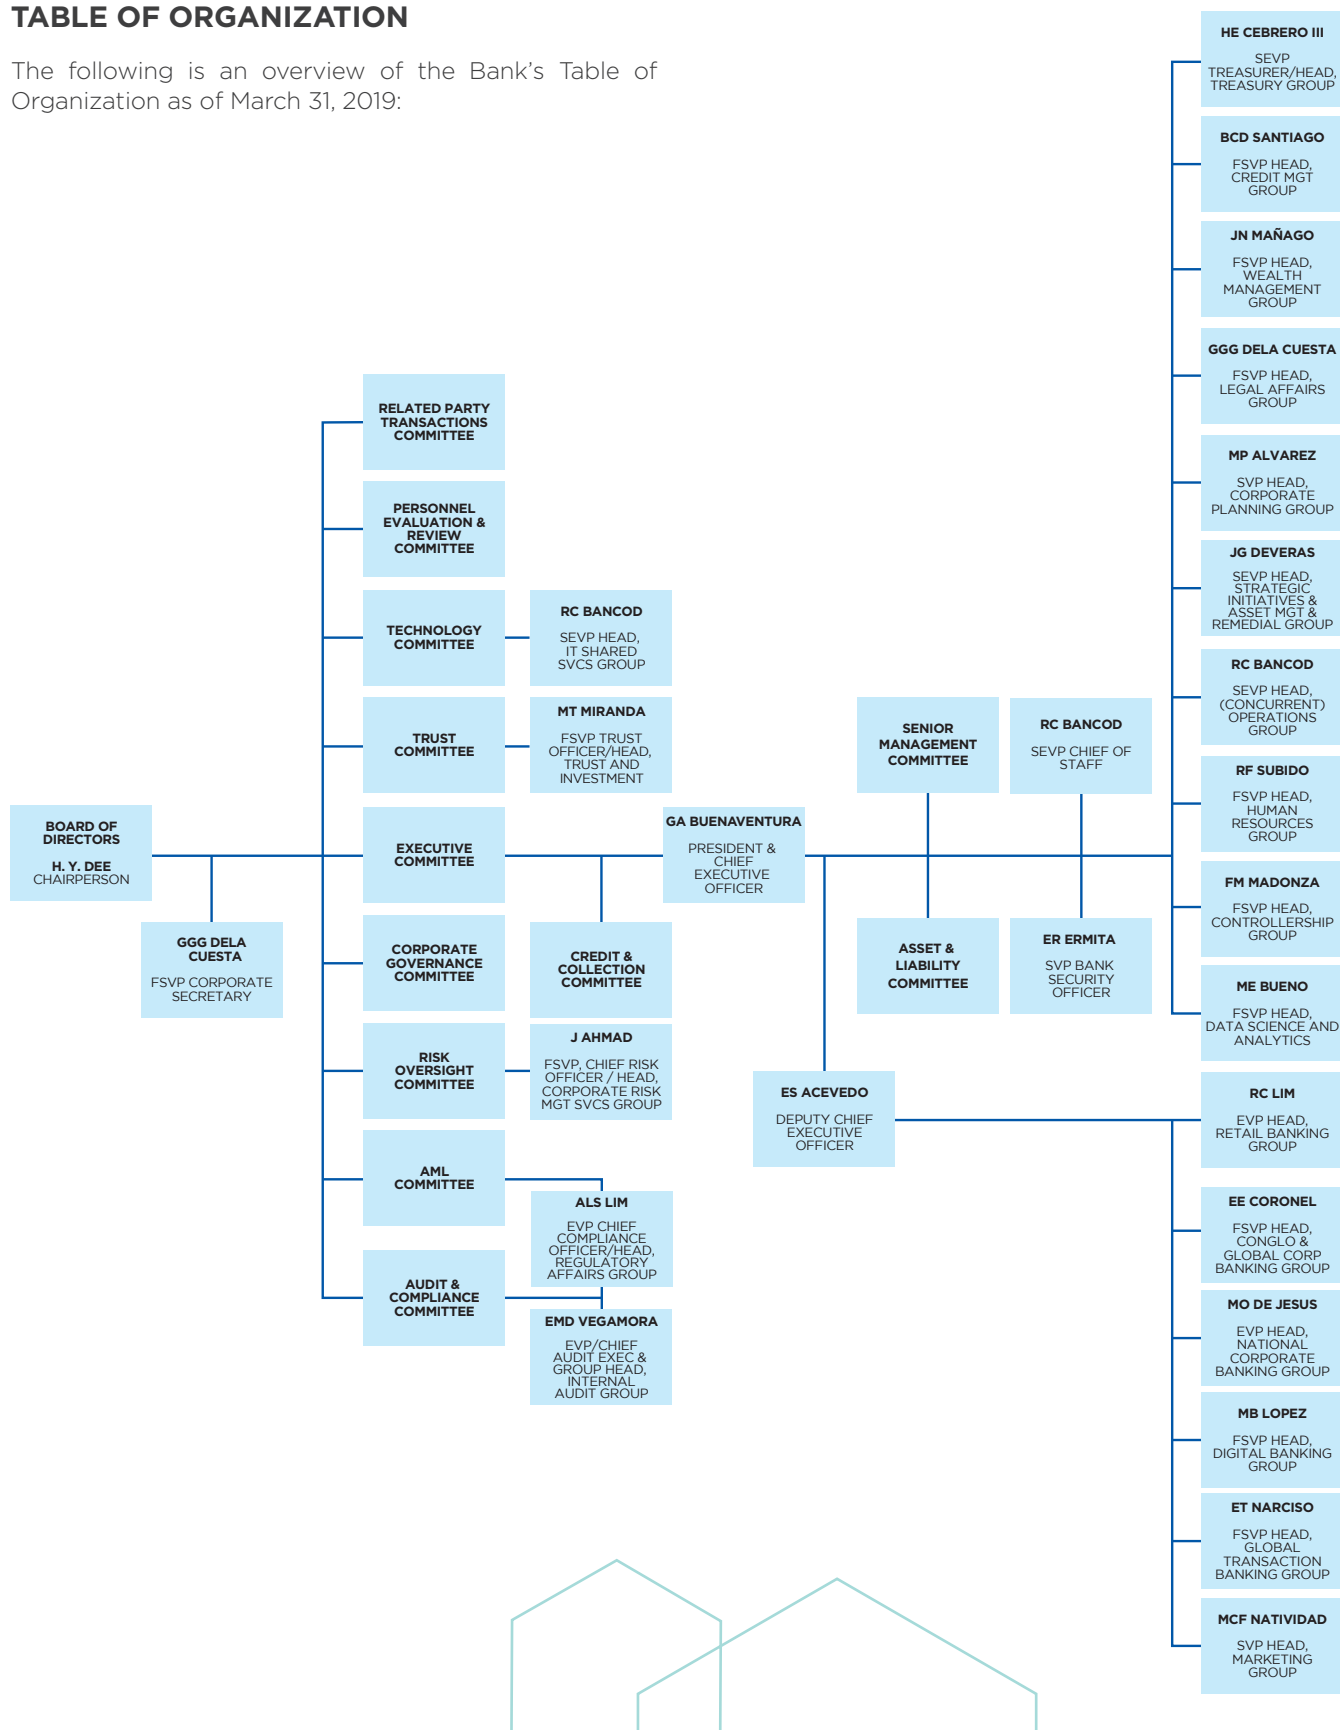 TABLE OF ORGANIZATION
The following is an overview of the Bank's Table of
Organization as of March 31, 2019:
BOARD OF
DIRECTORS
H. Y. DEE
CHAIRPERSON
GGG DELA
CUESTA
FSVP CORPORATE
SECRETARY
RELATED PARTY
TRANSACTIONS
COMMITTEE
PERSONNEL
EVALUATION &
REVIEW
COMMITTEE
TECHNOLOGY
COMMITTEE
RC BANCOD
SEVP HEAD,
IT SHARED
SVCS GROUP
TRUST
COMMITTEE
MT MIRANDA
FSVP TRUST
OFFICER/HEAD,
TRUST AND
INVESTMENT
EXECUTIVE
COMMITTEE
CORPORATE
GOVERNANCE
COMMITTEE
CREDIT &
COLLECTION
COMMITTEE
RISK
OVERSIGHT
COMMITTEE
J AHMAD
FSVP, CHIEF RISK
OFFICER / HEAD,
CORPORATE RISK
MGT SVCS GROUP
AML
COMMITTEE
ALS LIM
EVP CHIEF
COMPLIANCE
OFFICER/HEAD,
REGULATORY
AFFAIRS GROUP
AUDIT &
COMPLIANCE
COMMITTEE
EMD VEGAMORA
EVP/CHIEF
AUDIT EXEC &
GROUP HEAD,
INTERNAL
AUDIT GROUP
GA BUENAVENTURA
PRESIDENT &
CHIEF
EXECUTIVE
OFFICER
SENIOR
MANAGEMENT
COMMITTEE
RC BANCOD
SEVP CHIEF OF
STAFF
ASSET &
LIABILITY
COMMITTEE
ER ERMITA
SVP BANK
SECURITY
OFFICER
ES ACEVEDO
DEPUTY CHIEF
EXECUTIVE
OFFICER
HE CEBRERO III
SEVP
TREASURER/HEAD,
TREASURY GROUP
BCD SANTIAGO
FSVP HEAD,
CREDIT MGT
GROUP
JN MAÑAGO
FSVP HEAD,
WEALTH
MANAGEMENT
GROUP
GGG DELA CUESTA
FSVP HEAD,
LEGAL AFFAIRS
GROUP
MP ALVAREZ
SVP HEAD,
CORPORATE
PLANNING GROUP
JG DEVERAS
SEVP HEAD,
STRATEGIC
INITIATIVES &
ASSET MGT &
REMEDIAL GROUP
RC BANCOD
SEVP HEAD,
(CONCURRENT)
OPERATIONS
GROUP
RF SUBIDO
FSVP HEAD,
HUMAN
RESOURCES
GROUP
FM MADONZA
FSVP HEAD,
CONTROLLERSHIP
GROUP
ME BUENO
FSVP HEAD,
DATA SCIENCE AND
ANALYTICS
RC LIM
EVP HEAD,
RETAIL BANKING
GROUP
EE CORONEL
FSVP HEAD,
CONGLO &
GLOBAL CORP
BANKING GROUP
MO DE JESUS
EVP HEAD,
NATIONAL
CORPORATE
BANKING GROUP
MB LOPEZ
FSVP HEAD,
DIGITAL BANKING
GROUP
ET NARCISO
FSVP HEAD,
GLOBAL
TRANSACTION
BANKING GROUP
MCF NATIVIDAD
SVP HEAD,
MARKETING
GROUP